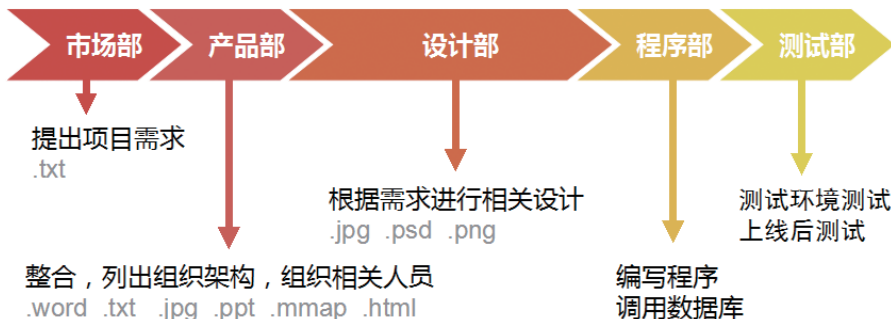 市场部
产品部
设计部
程序部
测试部
提出项目需求
.txt
整合，列出组织架构，组织相关人员
.word .txt .jpg .ppt .mmap .html
根据需求进行相关设计
.jpg .psd .png
编写程序
调用数据库
测试环境测试
上线后测试